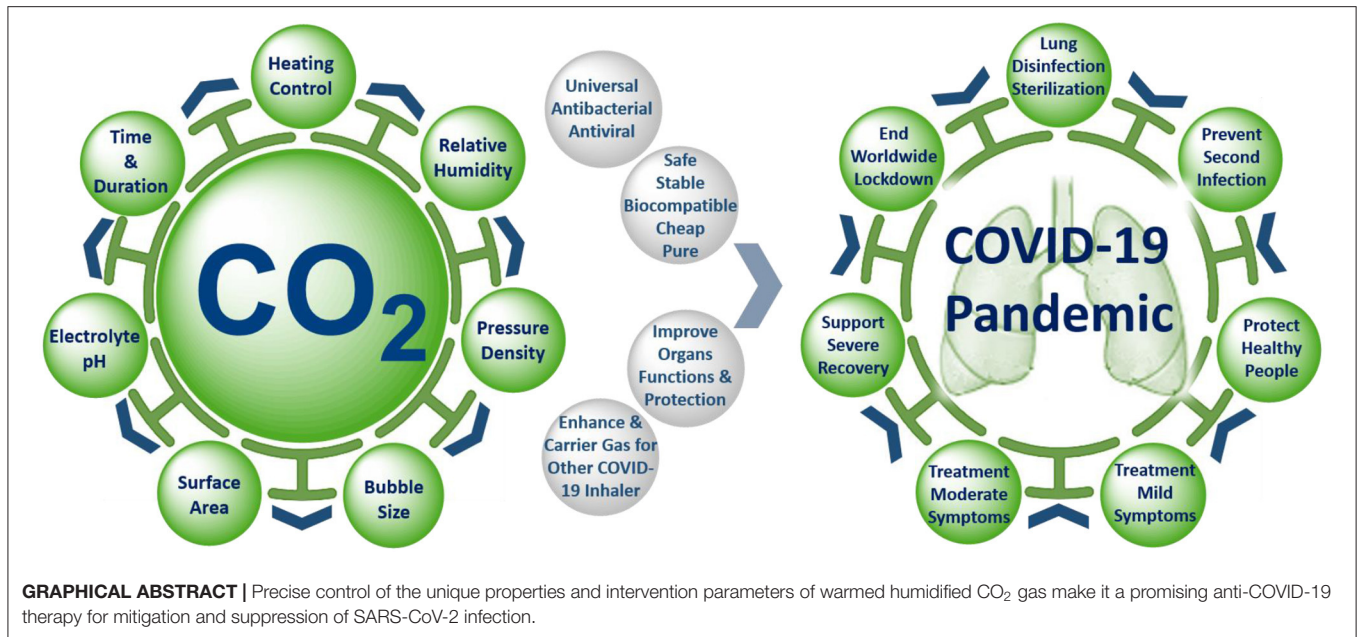 Heating
Control
Relative
Humidity
Pressure
Density
Bubble
Size
Surface
Area
Electrolyte
pH
Time
&
Duration
CO₂
Universal
Antibacterial
Antiviral
Safe
Stable
Biocompatible
Cheap
Pure
Improve
Organs
Functions &
Protection
Enhance &
Carrier Gas for
Other COVID-
19 Inhaler
Lung
Disinfection
Sterilization
Prevent
Second
Infection
Protect
Healthy
People
Treatment
Mild
Symptoms
Treatment
Moderate
Symptoms
Support
Severe
Recovery
End
Worldwide
Lockdown
COVID-19
Pandemic
GRAPHICAL ABSTRACT | Precise control of the unique properties and intervention parameters of warmed humidified CO₂ gas make it a promising anti-COVID-19
therapy for mitigation and suppression of SARS-CoV-2 infection.